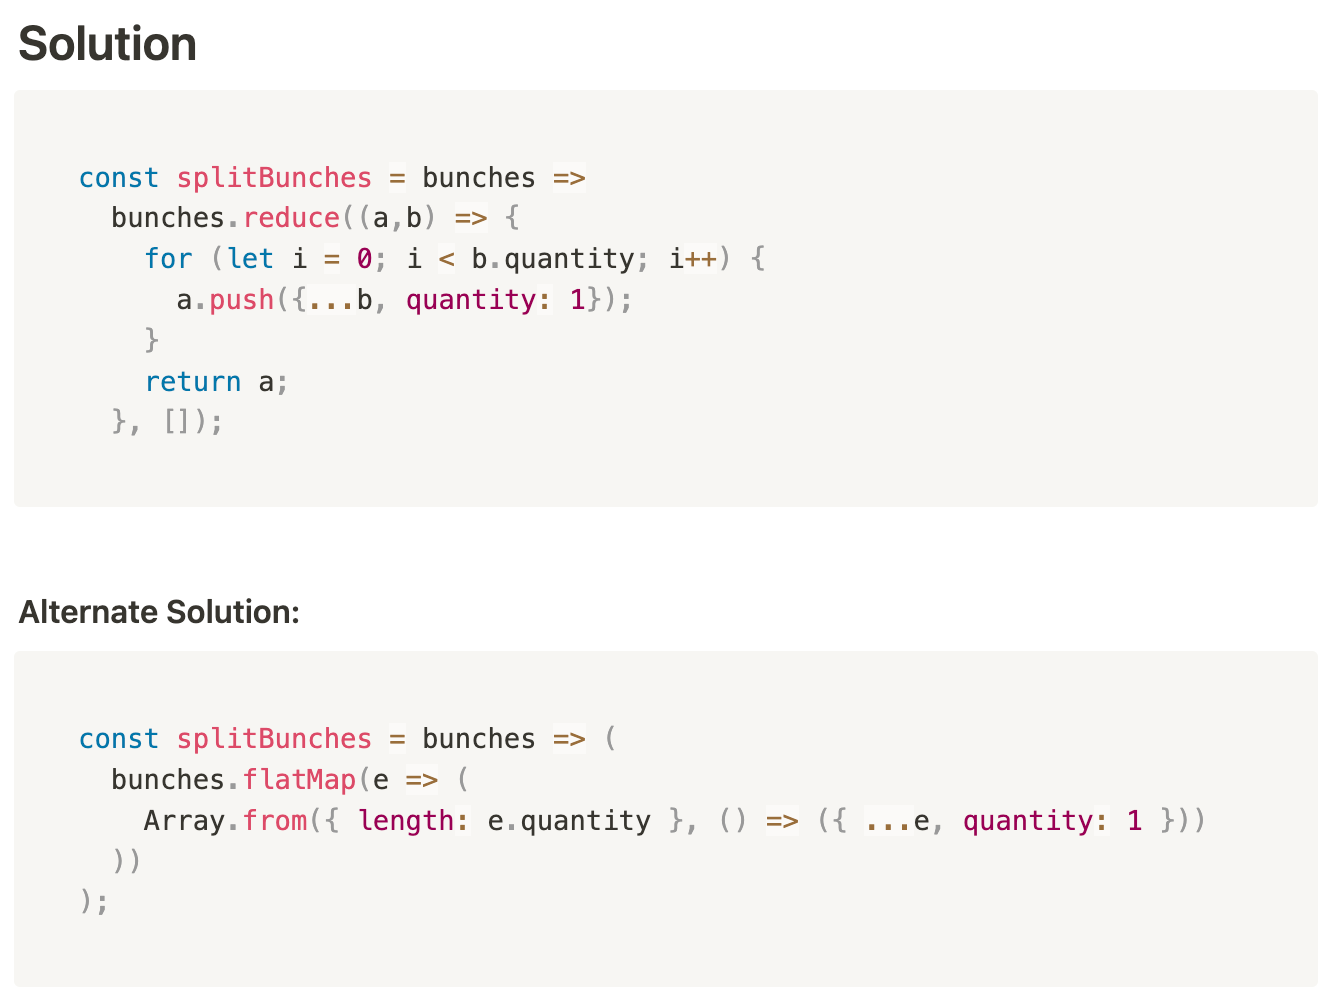 Solution
const splitBunches = bunches =>
  bunches.reduce((a,b) => {
    for (let i = 0; i < b.quantity; i++) {
      a.push({...b, quantity: 1});
    }
    return a;
  }, []);
Alternate Solution:
const splitBunches = bunches => (
  bunches.flatMap(e => (
    Array.from({ length: e.quantity }, () => ({ ...e, quantity: 1 }))
  ))
);